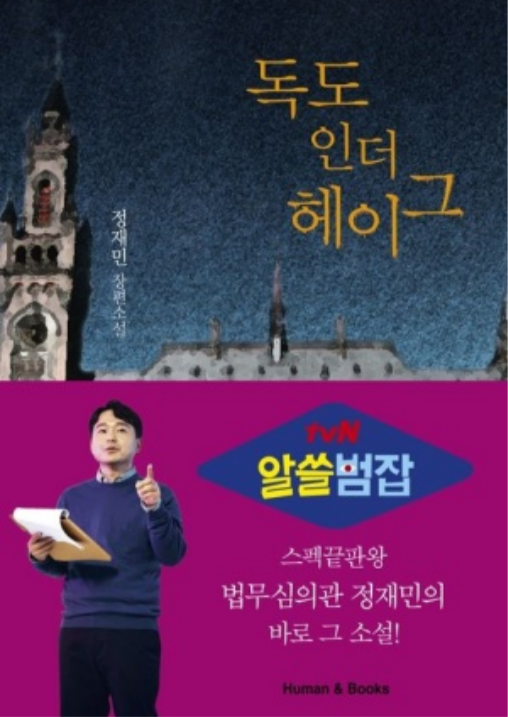 독도
인더
헤이그
정재민 장편소설
tvN
알쓸범잡
스펙끝판왕
법무심의관 정재민의
바로 그 소설!
Human & Books